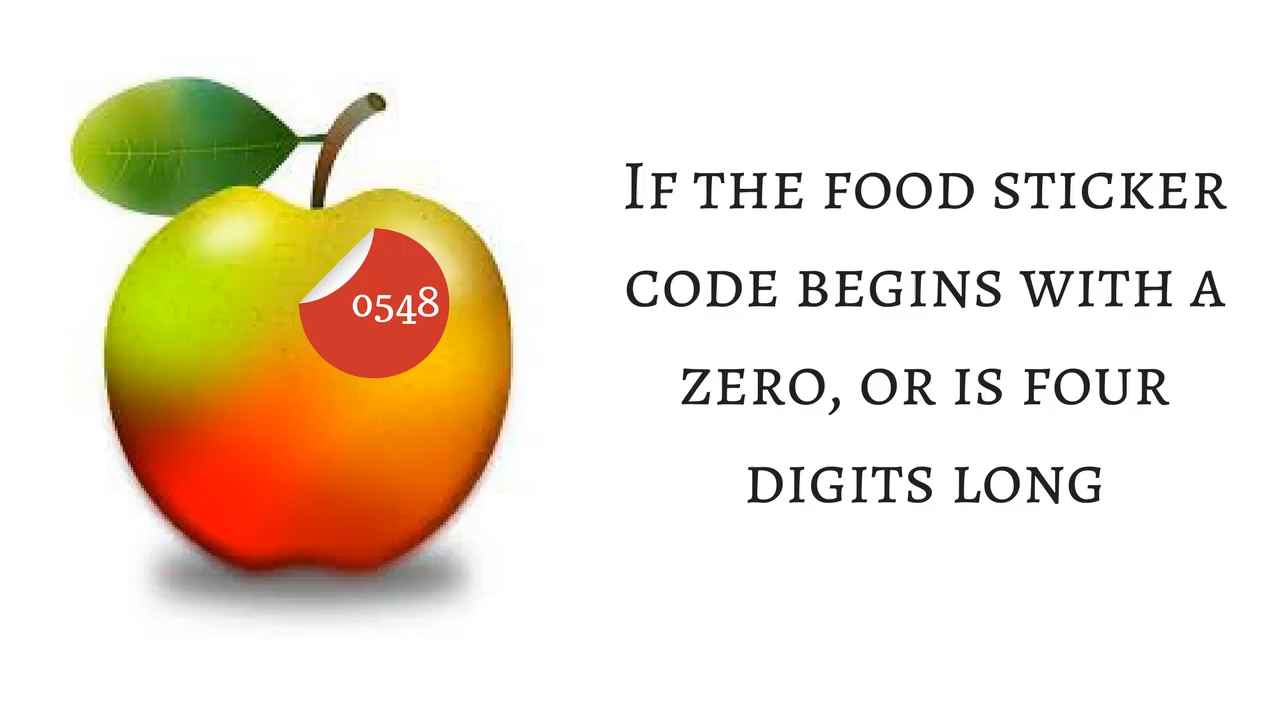 0548
If the food sticker
code begins with a
zero, or is four
digits long